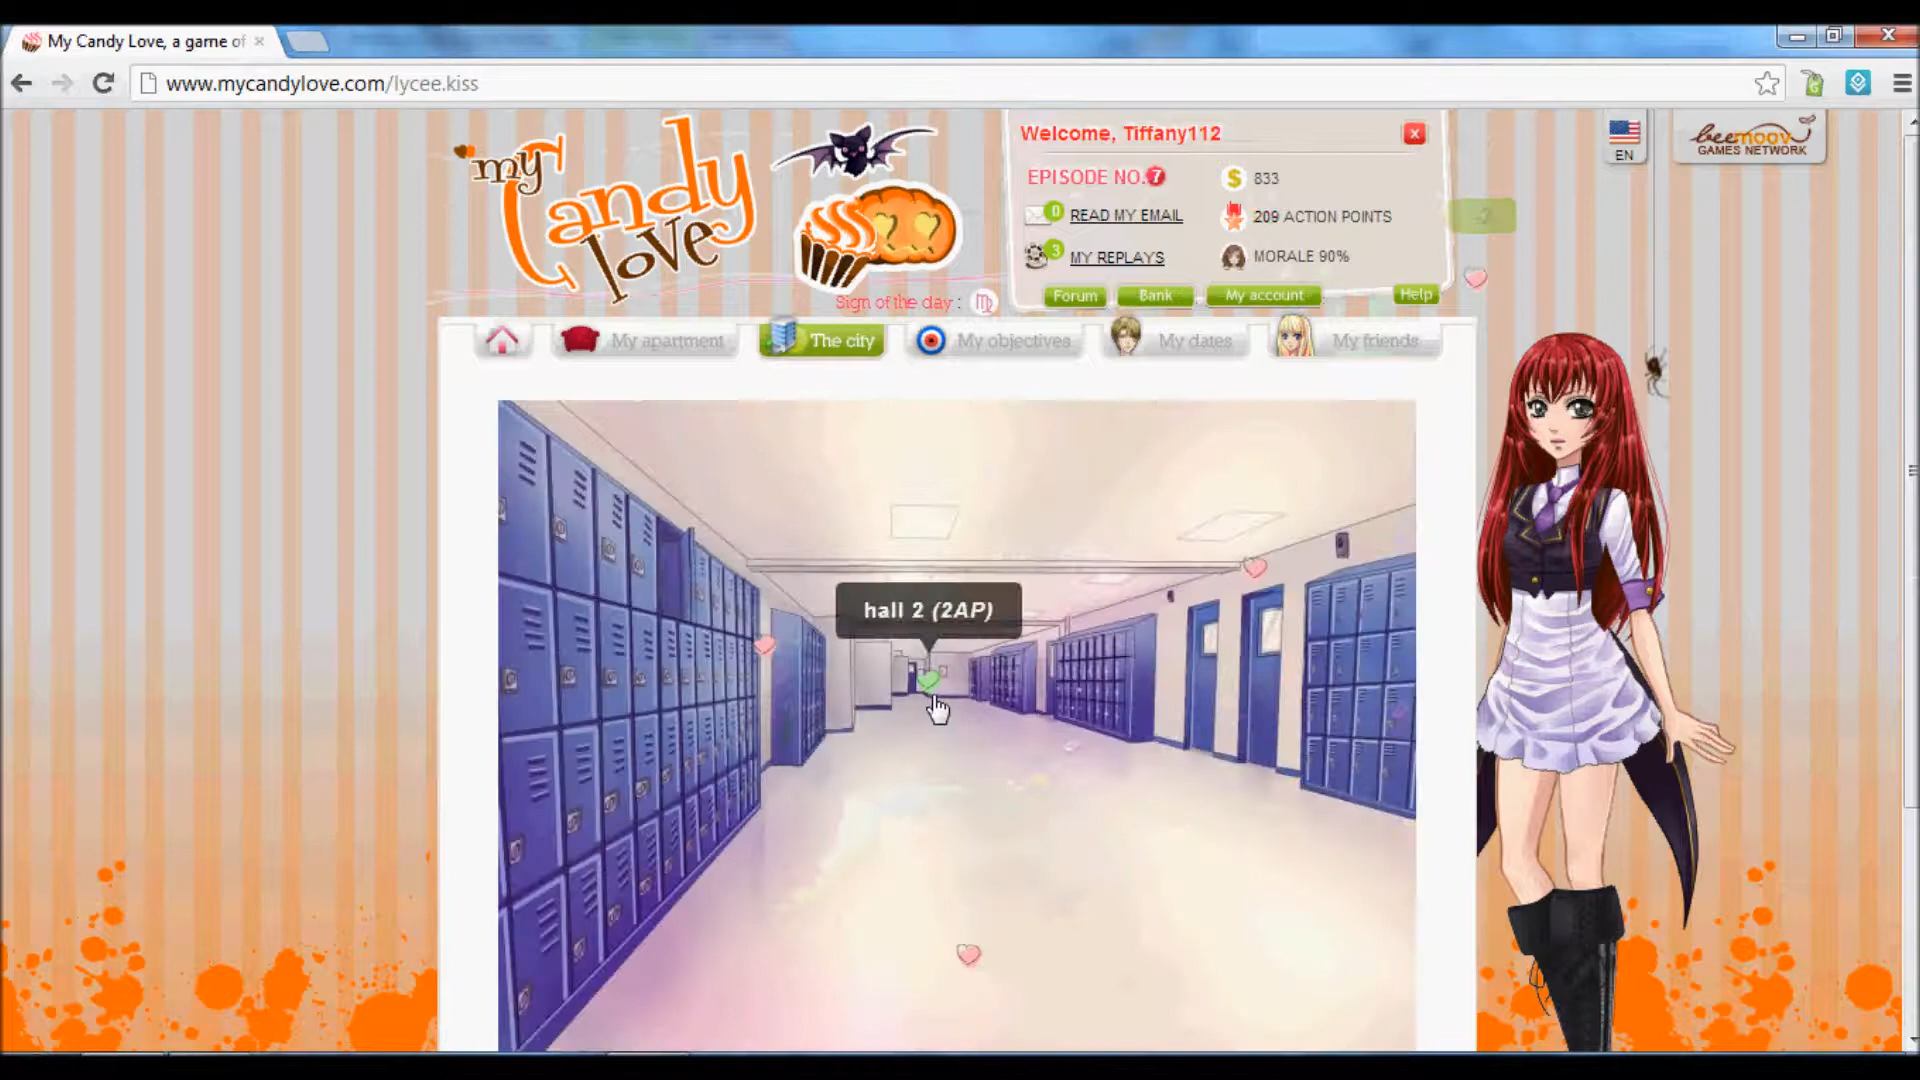 My Candy Love, a game of
www.mycandylove.com/lycee.kiss
my Candy love
Welcome, Tiffany112
EPISODE NO. 7
833
0 READ MY EMAIL
209 ACTION POINTS
3 MY REPLAYS
MORALE 90%
Forum
Bank
My account
Help
EN
beemoov
GAMES NETWORK
Sign of the day :
My apartment
The city
My objectives
My dates
My friends
hall 2 (2AP)